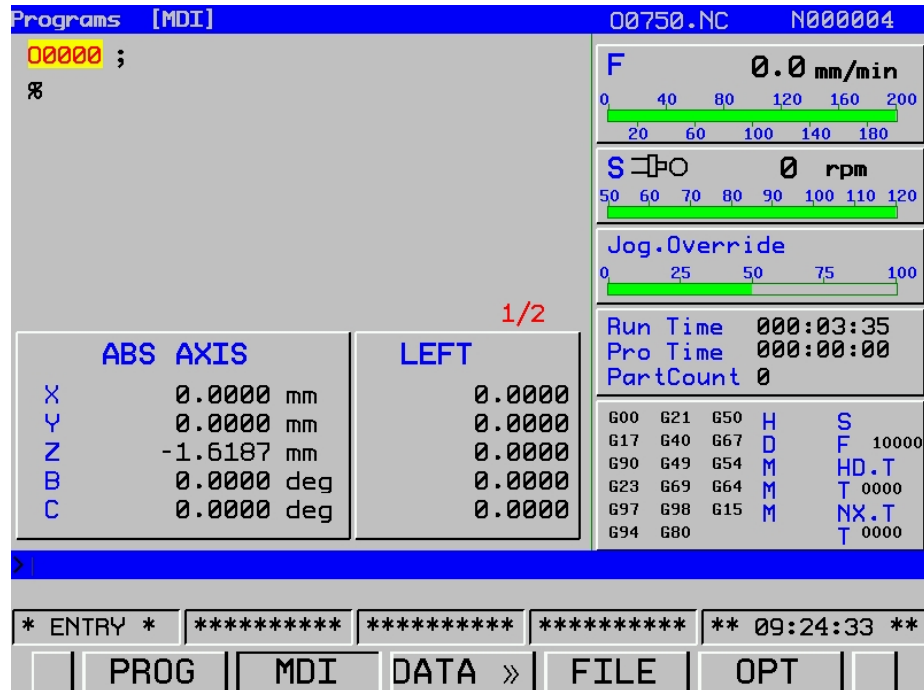 Programs [MDI] O0750.NC N000004
O0000 ;
%
1/2
ABS AXIS LEFT
X 0.0000 mm 0.0000
Y 0.0000 mm 0.0000
Z -1.6187 mm 0.0000
B 0.0000 deg 0.0000
C 0.0000 deg 0.0000
F 0.0 mm/min
0 40 80 120 160 200
20 60 100 140 180
S 0 rpm
50 60 70 80 90 100 110 120
Jog.Override
0 25 50 75 100
Run Time 000:03:35
Pro Time 000:00:00
PartCount 0
G00 G21 G50 H S
G17 G40 G67 D F 10000
G90 G49 G54 M HD.T
G23 G69 G64 M T 0000
G97 G98 G15 M NX.T
G94 G80 T 0000
>
* ENTRY * ********** ********** ********** ** 09:24:33 **
PROG MDI DATA » FILE OPT